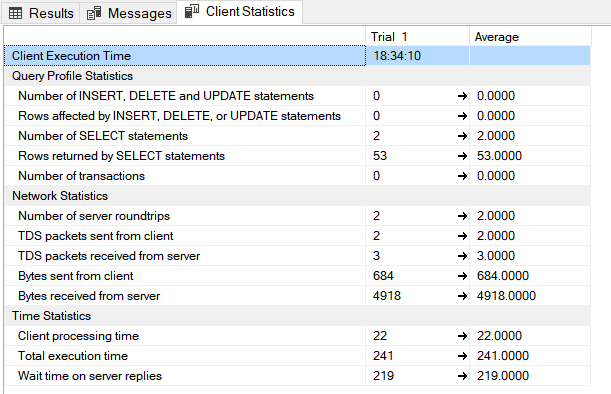 Results Messages Client Statistics
Trial 1 Average
Client Execution Time 18:34:10
Query Profile Statistics
Number of INSERT, DELETE and UPDATE statements 0 → 0.0000
Rows affected by INSERT, DELETE, or UPDATE statements 0 → 0.0000
Number of SELECT statements 2 → 2.0000
Rows returned by SELECT statements 53 → 53.0000
Number of transactions 0 → 0.0000
Network Statistics
Number of server roundtrips 2 → 2.0000
TDS packets sent from client 2 → 2.0000
TDS packets received from server 3 → 3.0000
Bytes sent from client 684 → 684.0000
Bytes received from server 4918 → 4918.0000
Time Statistics
Client processing time 22 → 22.0000
Total execution time 241 → 241.0000
Wait time on server replies 219 → 219.0000